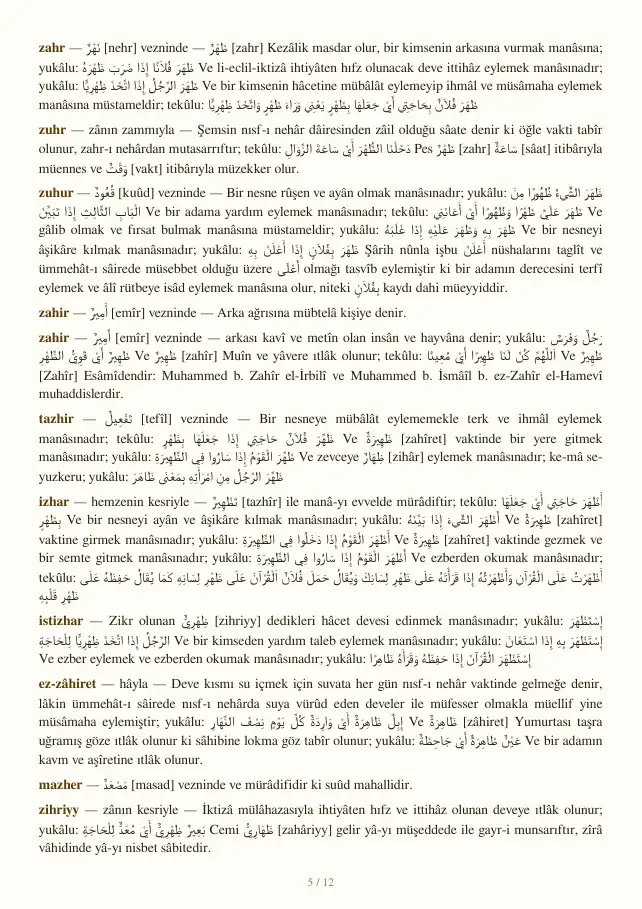 zahr — نَهْرٌ [nehr] vezninde — ظَهْرٌ [zahr] Kezâlik masdar olur, bir kimsenin arkasına vurmak manâsına;
yukâlu: ظَهَرَ فُلَانًا إِذَا ضَرَبَ ظَهْرَهُ Ve li-eclil-iktizâ ihtiyâten hıfz olunacak deve ittihâz eylemek manâsınadır;
yukâlu: ظَهَرَ الرَّجُلُ إِذَا اتَّخَذَ ظِهْرِيًّا Ve bir kimsenin hâcetine mübâlât eylemeyip ihmâl ve müsâmaha eylemek
manâsına müstameldir; tekûlu: ظَهَرَ فُلَانٌ بِحَاجَتِي أَيْ جَعَلَهَا بِظَهْرٍ يَعْنِي وَرَاءَ ظَهْرٍ وَاتَّخَذَ ظِهْرِيًّا
zuhr — zânın zammıyla — Şemsin nısf-ı nehâr dâiresinden zâil olduğu sâate denir ki öğle vakti tabîr
olunur, zahr-ı nehârdan mutasarrıftır; tekûlu: دَخَلْنَا الظُّهْرَ أَيْ سَاعَةَ الزَّوَالِ Pes ظُهْرٌ [zahr] سَاعَةٌ [sâat] itibârıyla
müennes ve وَقْتٌ [vakt] itibârıyla müzekker olur.
zuhur — قُعُودٌ [kuûd] vezninde — Bir nesne rûşen ve ayân olmak manâsınadır; yukâlu: ظَهَرَ الشَّيْءُ ظُهُورًا مِنَ
الْبَابِ الثَّالِثِ إِذَا تَبَيَّنَ Ve bir adama yardım eylemek manâsınadır; tekûlu: ظَهَرَ عَلَيَّ ظَهْرًا وَظُهُورًا أَيْ أَعَانَنِي Ve
gâlib olmak ve fırsat bulmak manâsına müstameldir; yukâlu: ظَهَرَ بِهِ وَظَهَرَ عَلَيْهِ إِذَا غَلَبَهُ Ve bir nesneyi
âşikâre kılmak manâsınadır; yukâlu: ظَهَرَ بِفُلَانٍ إِذَا أَعْلَنَ بِهِ Şârih nûnla işbu أَعْلَنَ nüshalarını taglît ve
ümmehât-ı sâirede müsebbet olduğu üzere أَعْلَى olmağı tasvîb eylemiştir ki bir adamın derecesini terfî
eylemek ve âlî rütbeye isâd eylemek manâsına olur, niteki بِفُلَانٍ kaydı dahi müeyyiddir.
zahir — أَمِيرٌ [emîr] vezninde — Arka ağrısına mübtelâ kişiye denir.
zahir — أَمِيرٌ [emîr] vezninde — arkası kavî ve metîn olan insân ve hayvâna denir; yukâlu: رَجُلٌ وَفَرَسٌ
ظَهِيرٌ أَيْ قَوِيُّ الظَّهْرِ Ve ظَهِيرٌ [zahîr] Muîn ve yâvere ıtlâk olunur; tekûlu: اَللّٰهُمَّ كُنْ لَنَا ظَهِيرًا أَيْ مُعِينًا Ve ظَهِيرٌ
[Zahîr] Esâmîdendir: Muhammed b. Zahîr el-İrbilî ve Muhammed b. İsmâîl b. ez-Zahîr el-Hamevî
muhaddislerdir.
tazhir — تَفْعِيلٌ [tefîl] vezninde — Bir nesneye mübâlât eylememekle terk ve ihmâl eylemek
manâsınadır; tekûlu: ظَهَّرَ فُلَانٌ حَاجَتِي إِذَا جَعَلَهَا بِظَهْرٍ Ve ظَهِيرَةٌ [zahîret] vaktinde bir yere gitmek
manâsınadır; yukâlu: ظَهَّرَ الْقَوْمُ إِذَا سَارُوا فِي الظَّهِيرَةِ Ve zevceye ظِهَارٌ [zihâr] eylemek manâsınadır; ke-mâ se-
yuzkeru; yukâlu: ظَهَّرَ الرَّجُلُ مِنِ امْرَأَتِهِ بِمَعْنَى ظَاهَرَ
izhar — hemzenin kesriyle — تَظْهِيرٌ [tazhîr] ile manâ-yı evvelde mürâdiftir; tekûlu: أَظْهَرَ حَاجَتِي أَيْ جَعَلَهَا
بِظَهْرٍ Ve bir nesneyi ayân ve âşikâre kılmak manâsınadır; yukâlu: أَظْهَرَ الشَّيْءَ إِذَا بَيَّنَهُ Ve ظَهِيرَةٌ [zahîret]
vaktine girmek manâsınadır; yukâlu: أَظْهَرَ الْقَوْمُ إِذَا دَخَلُوا فِي الظَّهِيرَةِ Ve ظَهِيرَةٌ [zahîret] vaktinde gezmek ve
bir semte gitmek manâsınadır; yukâlu: أَظْهَرَ الْقَوْمُ إِذَا سَارُوا فِي الظَّهِيرَةِ Ve ezberden okumak manâsınadır;
tekûlu: أَظْهَرْتُ عَلَى الْقُرْآنِ وَأَظْهَرْتُهُ إِذَا قَرَأْتَهُ عَلَى ظَهْرِ لِسَانِكَ وَيُقَالُ حَمَلَ فُلَانٌ اَلْقُرْآنَ عَلَى ظَهْرِ لِسَانِهِ كَمَا يُقَالُ حَفِظَهُ عَلَى
ظَهْرِ قَلْبِهِ
istizhar — Zikr olunan ظِهْرِيٌّ [zihriyy] dedikleri hâcet devesi edinmek manâsınadır; yukâlu: إِسْتَظْهَرَ
الرَّجُلُ إِذَا اتَّخَذَ ظِهْرِيًّا لِلْحَاجَةِ Ve bir kimseden yardım taleb eylemek manâsınadır; yukâlu: إِسْتَظْهَرَ بِهِ إِذَا اسْتَعَانَ
Ve ezber eylemek ve ezberden okumak manâsınadır; yukâlu: إِسْتَظْهَرَ الْقُرْآنَ إِذَا حَفِظَهُ وَقَرَأَهُ ظَاهِرًا
ez-zâhiret — hâyla — Deve kısmı su içmek için suvata her gün nısf-ı nehâr vaktinde gelmeğe denir,
lâkin ümmehât-ı sâirede nısf-ı nehârda suya vürûd eden develer ile müfesser olmakla müellif yine
müsâmaha eylemiştir; yukâlu: إِبِلٌ ظَاهِرَةٌ أَيْ وَارِدَةٌ كُلَّ يَوْمٍ نِصْفَ النَّهَارِ Ve ظَاهِرَةٌ [zâhiret] Yumurtası taşra
uğramış göze ıtlâk olunur ki sâhibine lokma göz tabîr olunur; yukâlu: عَيْنٌ ظَاهِرَةٌ أَيْ جَاحِظَةٌ Ve bir adamın
kavm ve aşîretine ıtlâk olunur.
mazher — مَصْعَدٌ [masad] vezninde ve mürâdifidir ki suûd mahallidir.
zihriyy — zânın kesriyle — İktizâ mülâhazasıyla ihtiyâten hıfz ve ittihâz olunan deveye ıtlâk olunur;
yukâlu: بَعِيرٌ ظِهْرِيٌّ أَيْ مُعَدٌّ لِلْحَاجَةِ Cemi ظَهَارِيُّ [zahâriyy] gelir yâ-yı müşeddede ile gayr-i munsarıftır, zîrâ
vâhidinde yâ-yı nisbet sâbitedir.
5 / 12